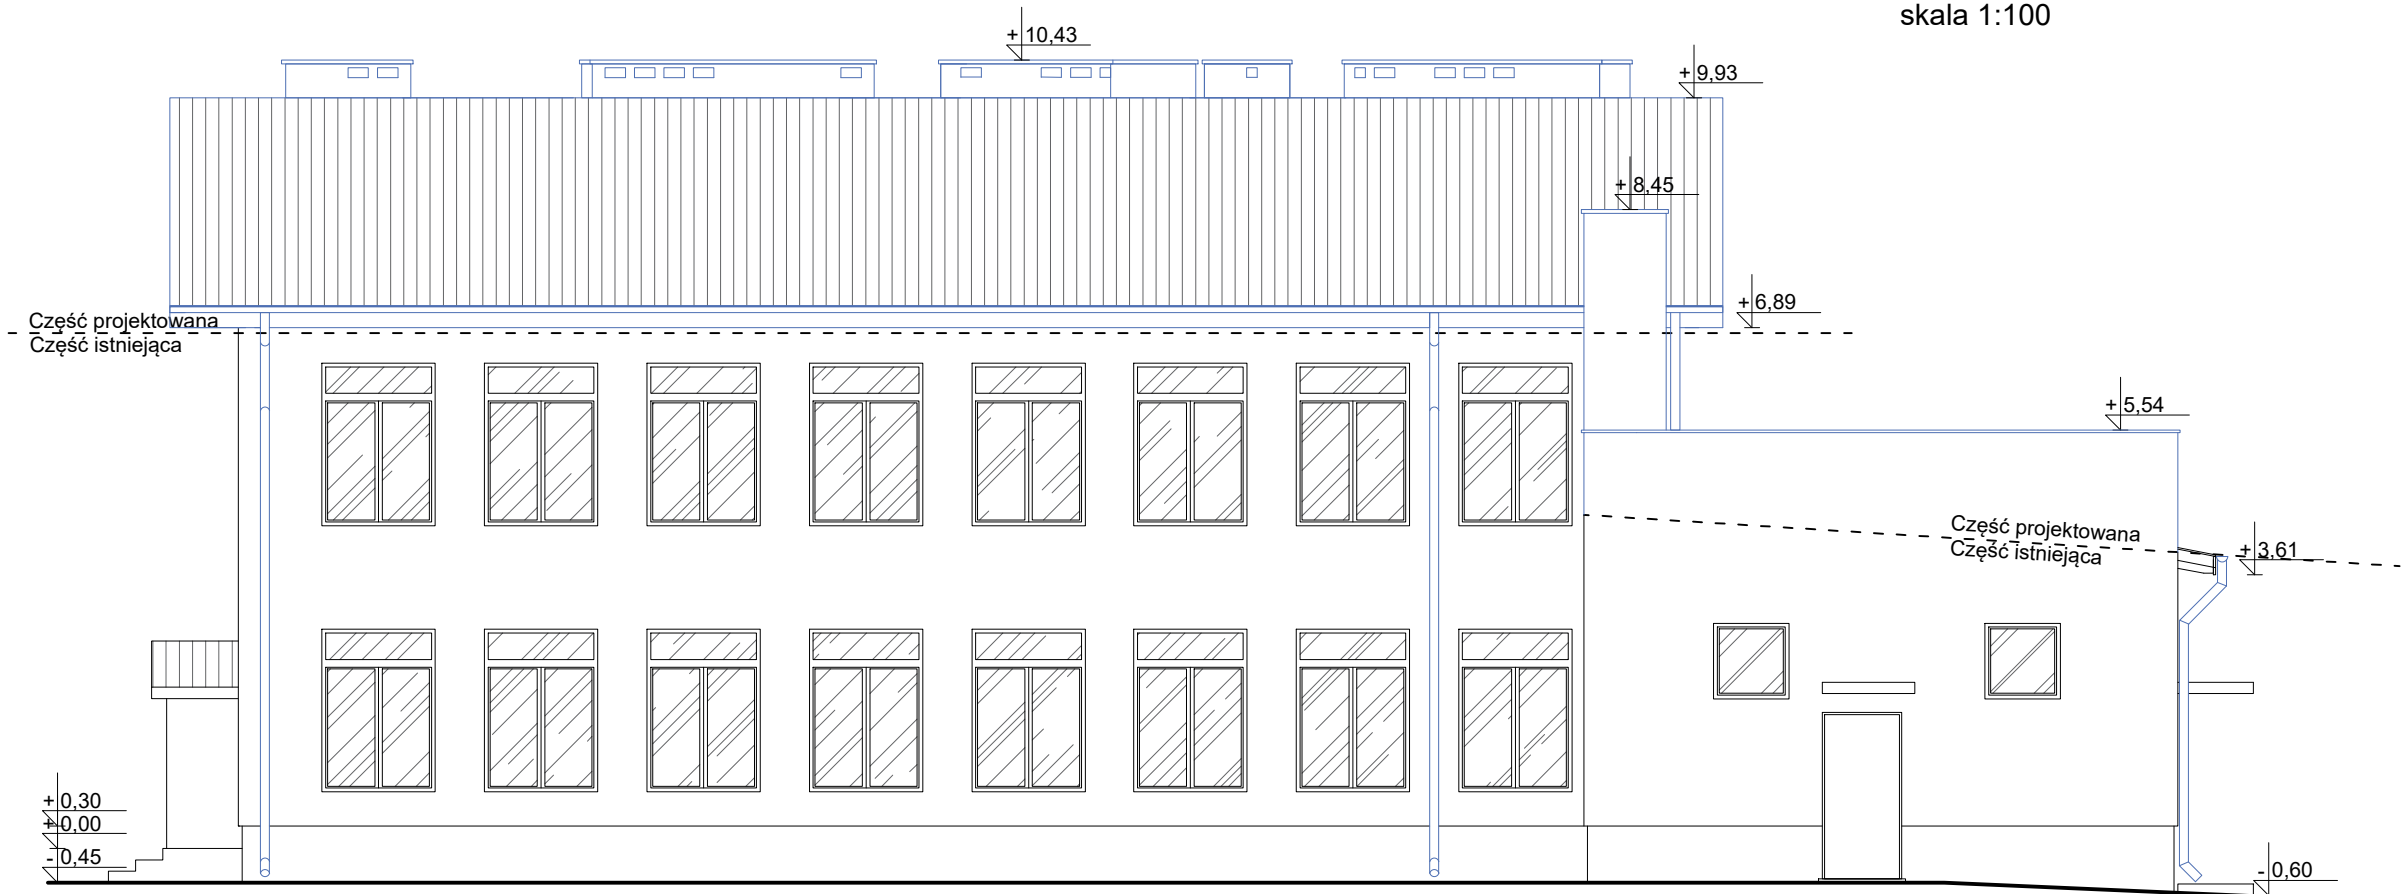 skala 1:100
+ 10,43
+ 9,93
+ 8,45
+ 6,89
Część projektowana
Część istniejąca
+ 5,54
Część projektowana
Część istniejąca
+ 3,61
+ 0,30
+ 0,00
- 0,45
- 0,60